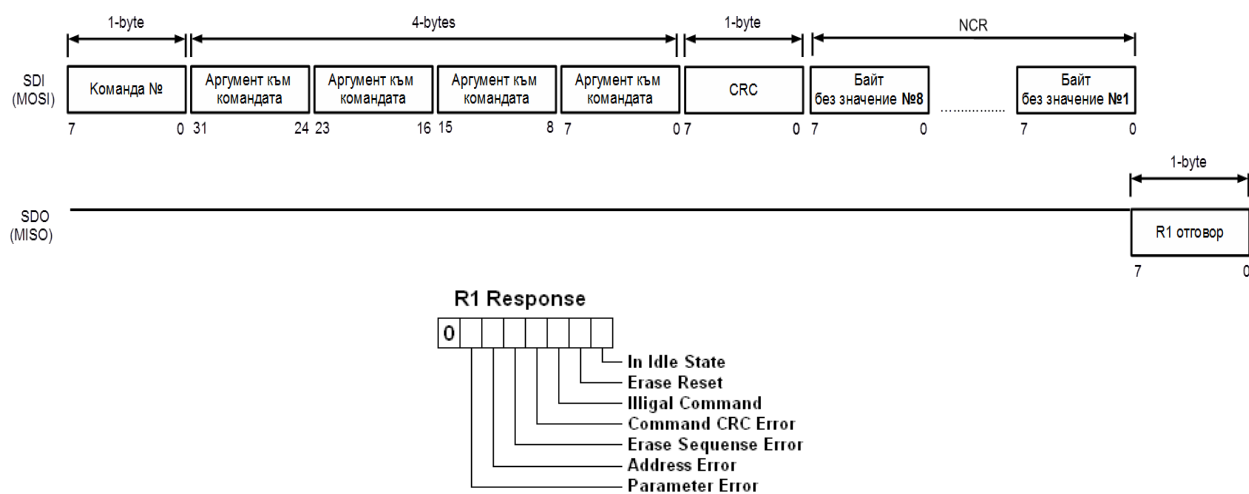 1-byte 4-bytes 1-byte NCR
SDI
(MOSI)
Команда №
Аргумент към
командата
Аргумент към
командата
Аргумент към
командата
Аргумент към
командата
CRC
Байт
без значение №8
Байт
без значение №1
7 0 31 24 23 16 15 8 7 0 7 0 7 0 7 0
1-byte
SDO
(MISO)
R1 отговор
7 0
R1 Response
0
In Idle State
Erase Reset
Illigal Command
Command CRC Error
Erase Sequense Error
Address Error
Parameter Error